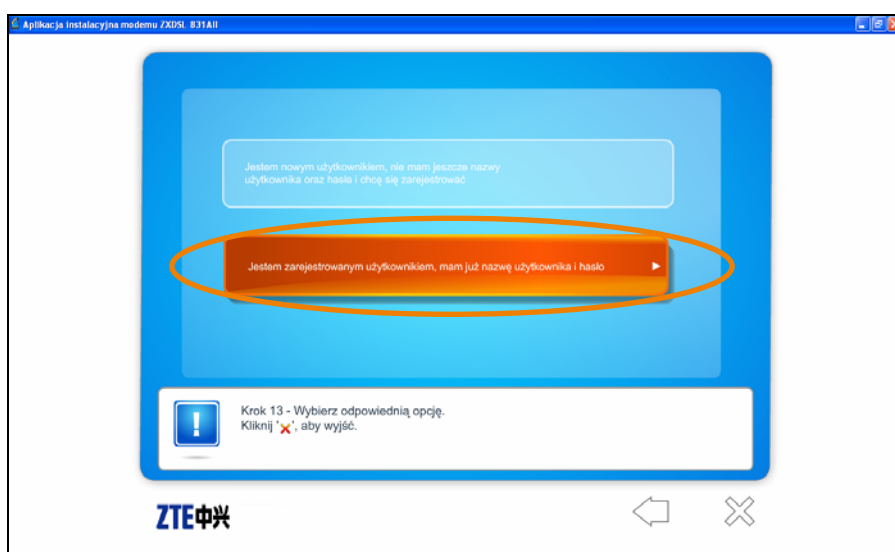 Aplikacja instalacyjna modemu ZXDSL 831AII
Jestem nowym użytkownikiem, nie mam jeszcze nazwy
użytkownika oraz hasła i chcę się zarejestrować
Jestem zarejestrowanym użytkownikiem, mam już nazwę użytkownika i hasło
Krok 13 - Wybierz odpowiednią opcję.
Kliknij 'x', aby wyjść.
ZTE中兴